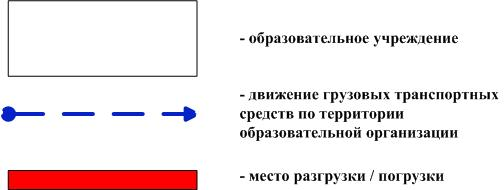 - образовательное учреждение
- движение грузовых транспортных
средств по территории
образовательной организации
- место разгрузки / погрузки